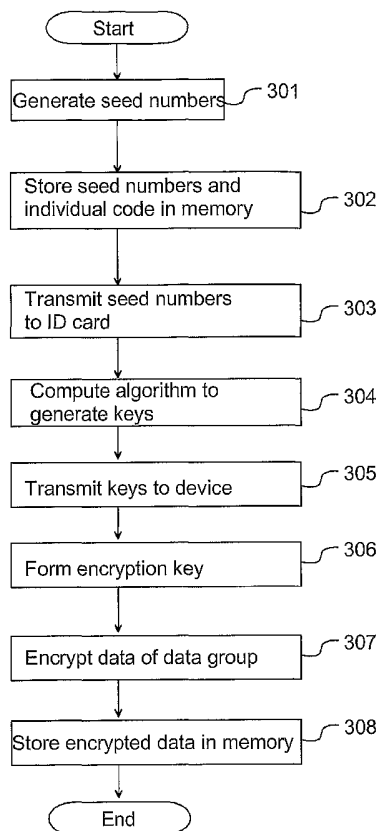 Start
Generate seed numbers
301
Store seed numbers and
individual code in memory
302
Transmit seed numbers
to ID card
303
Compute algorithm to
generate keys
304
Transmit keys to device
305
Form encryption key
306
Encrypt data of data group
307
Store encrypted data in memory
308
End